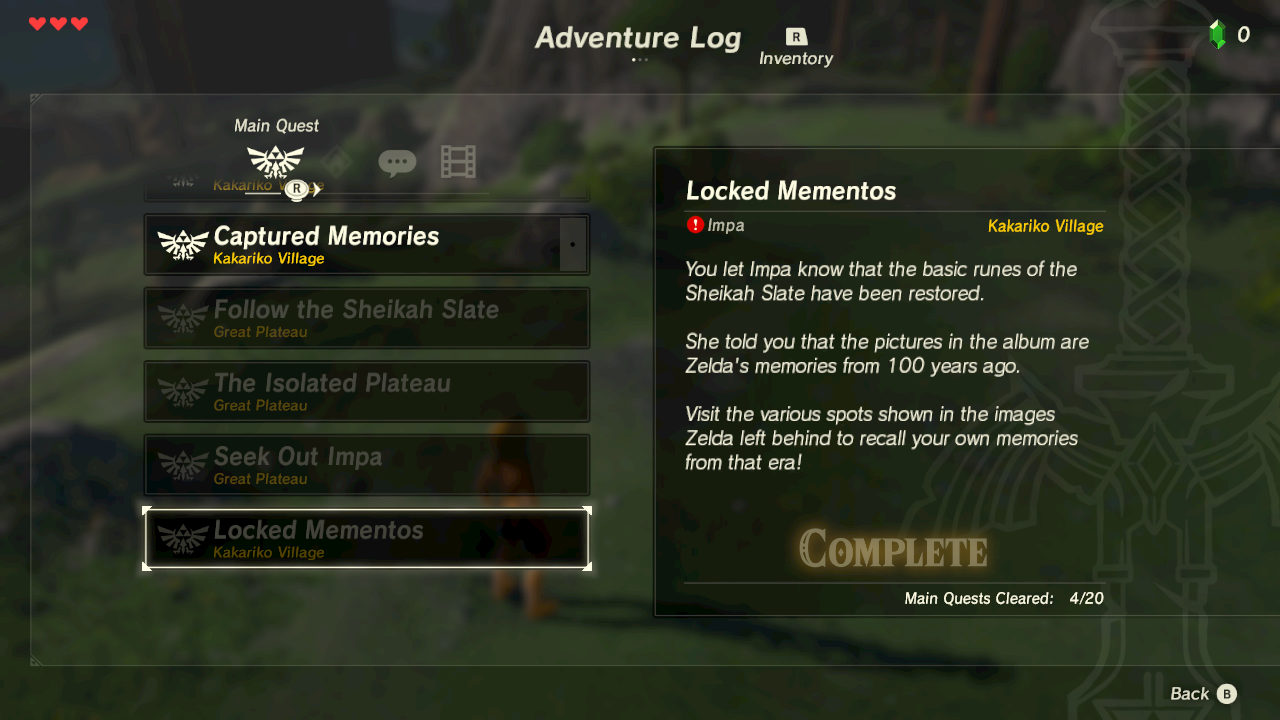 Adventure Log
R
Inventory
0
Main Quest
R
Kakariko Village
Captured Memories
Kakariko Village
Follow the Sheikah Slate
Great Plateau
The Isolated Plateau
Great Plateau
Seek Out Impa
Great Plateau
Locked Mementos
Kakariko Village
Locked Mementos
! Impa
Kakariko Village
You let Impa know that the basic runes of the
Sheikah Slate have been restored.
She told you that the pictures in the album are
Zelda's memories from 100 years ago.
Visit the various spots shown in the images
Zelda left behind to recall your own memories
from that era!
Complete
Main Quests Cleared: 4/20
Back B